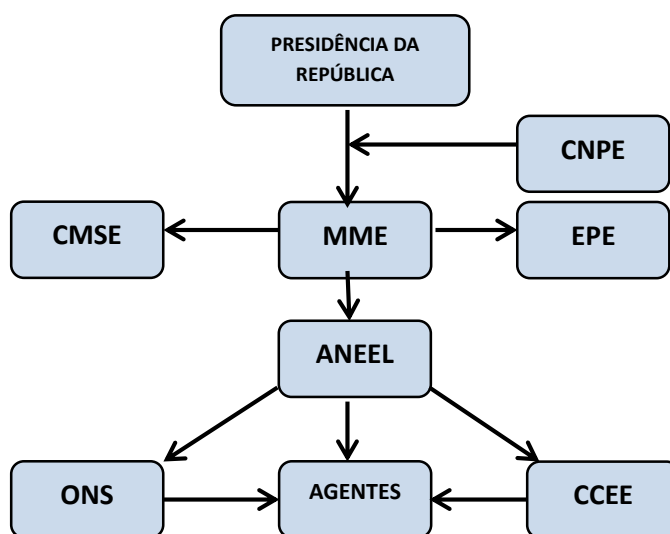 PRESIDÊNCIA DA
REPÚBLICA
CNPE
CMSE
MME
EPE
ANEEL
ONS
AGENTES
CCEE